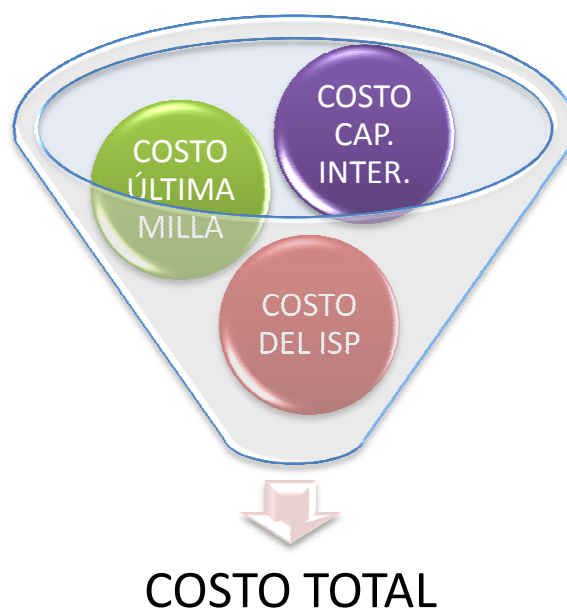 COSTO
CAP.
INTER.
COSTO
ÚLTIMA
MILLA
COSTO
DEL ISP
COSTO TOTAL